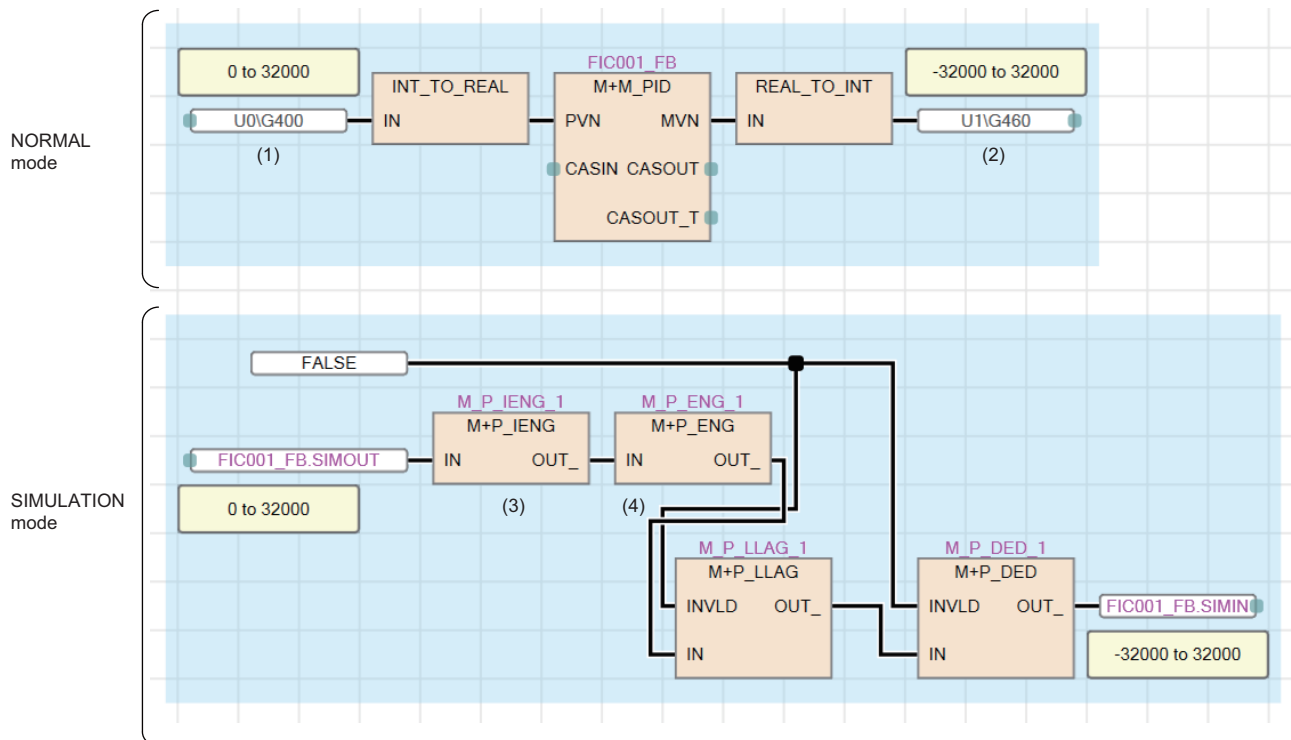 NORMAL
mode
0 to 32000
U0\G400
(1)
INT_TO_REAL
IN
FIC001_FB
M+M_PID
PVN MVN
CASIN CASOUT
CASOUT_T
REAL_TO_INT
IN
-32000 to 32000
U1\G460
(2)
SIMULATION
mode
FALSE
FIC001_FB.SIMOUT
0 to 32000
M_P_IENG_1
M+P_IENG
IN OUT_
(3)
M_P_ENG_1
M+P_ENG
IN OUT_
(4)
M_P_LLAG_1
M+P_LLAG
INVLD OUT_
IN
M_P_DED_1
M+P_DED
INVLD OUT_
IN
FIC001_FB.SIMIN
-32000 to 32000